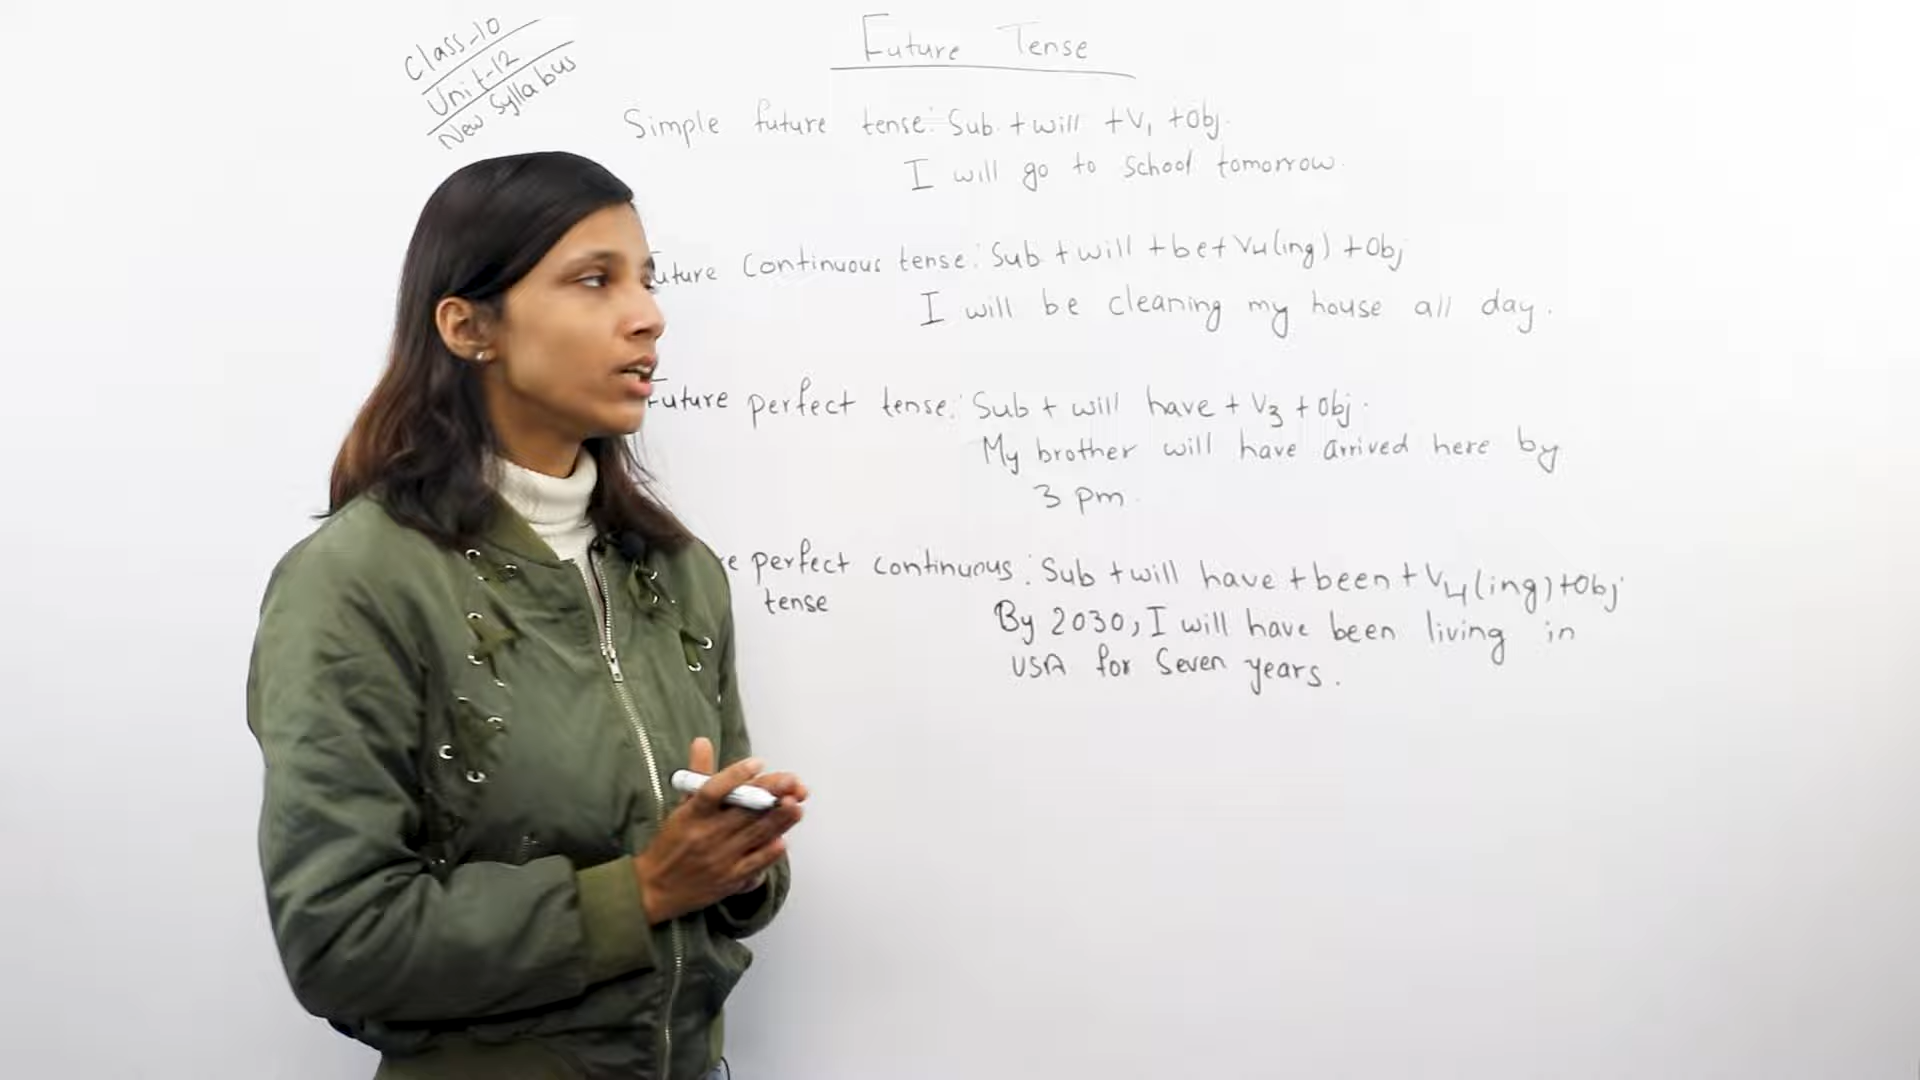 Class-10
Unit-12
New Syllabus
Future Tense
Simple future tense: Sub + will + V1 + Obj.
I will go to school tomorrow.
uture Continuous tense: Sub + will + be + V4(ing) + Obj
I will be cleaning my house all day.
Future perfect tense: Sub + will have + V3 + Obj.
My brother will have arrived here by
3 pm.
e perfect continuous: Sub + will have + been + V4(ing) + Obj
tense
By 2030, I will have been living in
USA for Seven years.